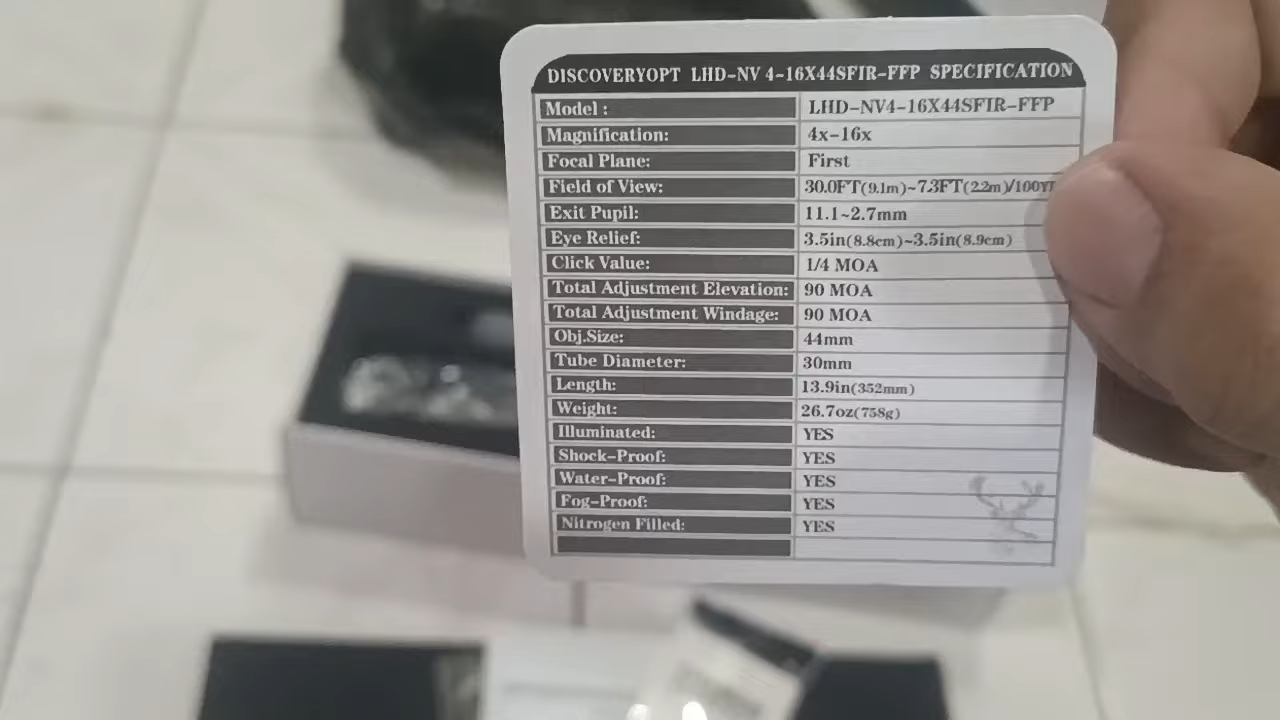 DISCOVERYOPT LHD-NV 4-16X44SFIR-FFP SPECIFICATION
Model : LHD-NV4-16X44SFIR-FFP
Magnification: 4x-16x
Focal Plane: First
Field of View: 30.0FT(9.1m)~7.3FT(2.2m)/100Y
Exit Pupil: 11.1~2.7mm
Eye Relief: 3.5in(8.8cm)~3.5in(8.9cm)
Click Value: 1/4 MOA
Total Adjustment Elevation: 90 MOA
Total Adjustment Windage: 90 MOA
Obj.Size: 44mm
Tube Diameter: 30mm
Length: 13.9in(352mm)
Weight: 26.7oz(758g)
Illuminated: YES
Shock-Proof: YES
Water-Proof: YES
Fog-Proof: YES
Nitrogen Filled: YES